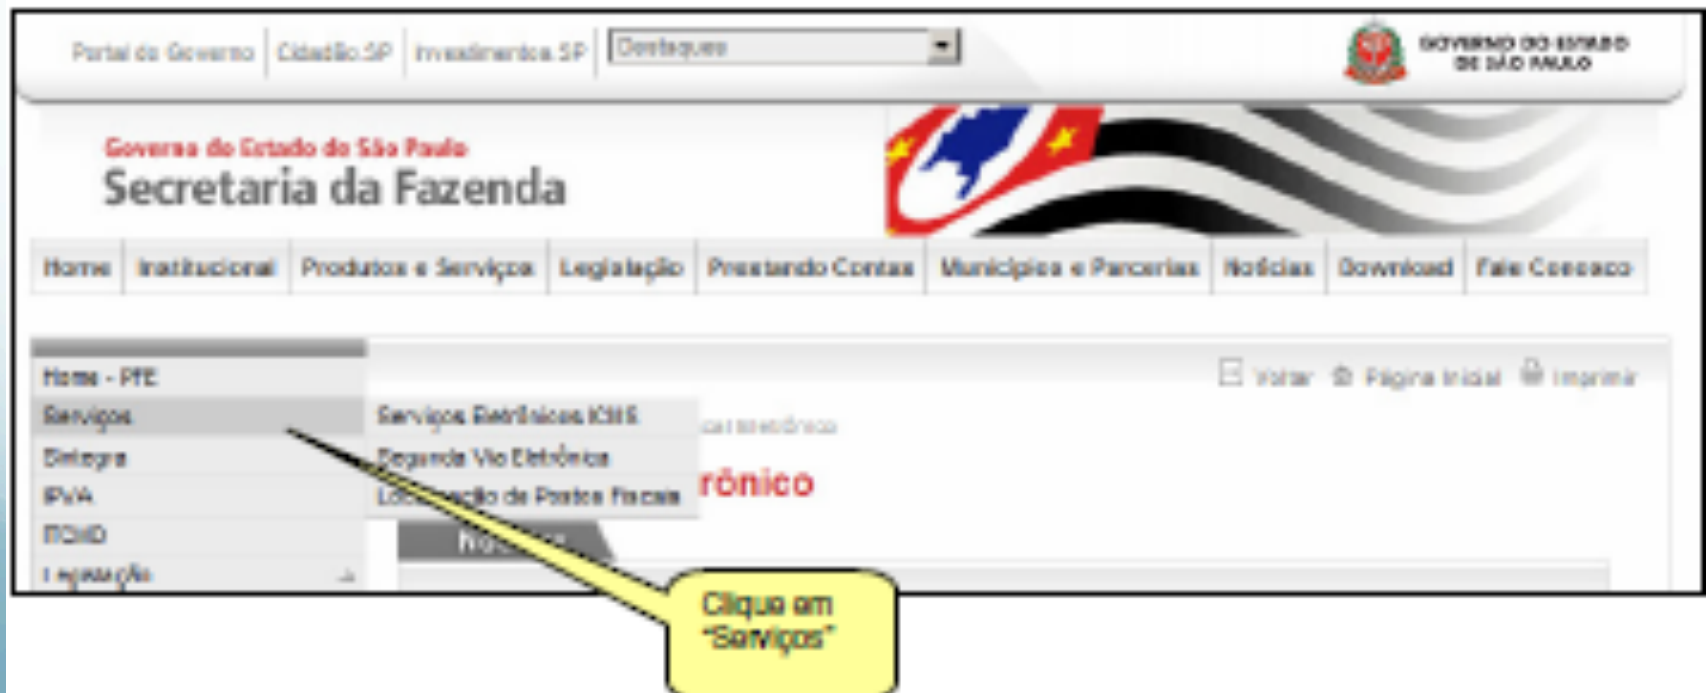 Portal do Governo Cidadão.SP Investimentos.SP Destaques
GOVERNO DO ESTADO
DE SÃO PAULO
Governo do Estado de São Paulo
Secretaria da Fazenda
Home Institucional Produtos e Serviços Legislação Prestando Contas Municípios e Parcerias Notícias Download Fale Conosco
Home - PFE
Voltar Página Inicial Imprimir
Serviços
Serviços Eletrônicos ICMS
Sintegra
Segunda Via Eletrônica
rônico
IPVA
de Postos Fiscais
ITCMD
Legislação
Clique em
"Serviços"